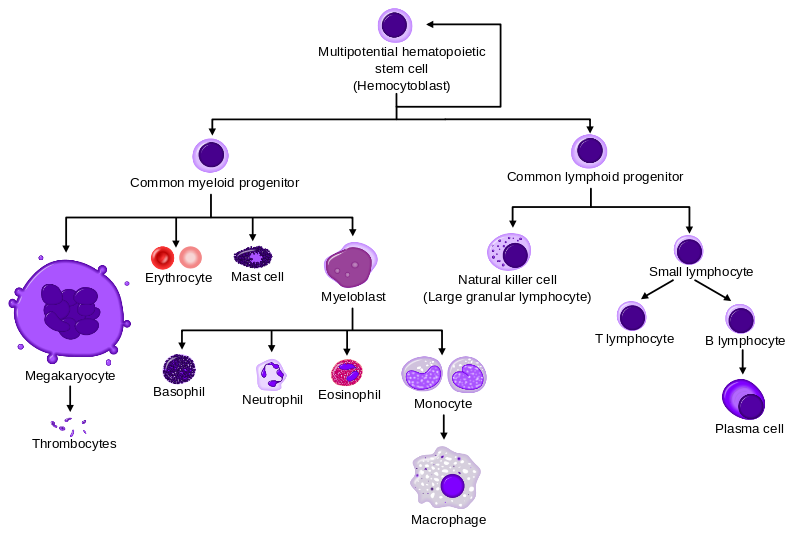 Multipotential hematopoietic
stem cell
(Hemocytoblast)
Common myeloid progenitor
Common lymphoid progenitor
Erythrocyte
Mast cell
Myeloblast
Natural killer cell
(Large granular lymphocyte)
Small lymphocyte
T lymphocyte
B lymphocyte
Megakaryocyte
Basophil
Neutrophil
Eosinophil
Monocyte
Plasma cell
Thrombocytes
Macrophage